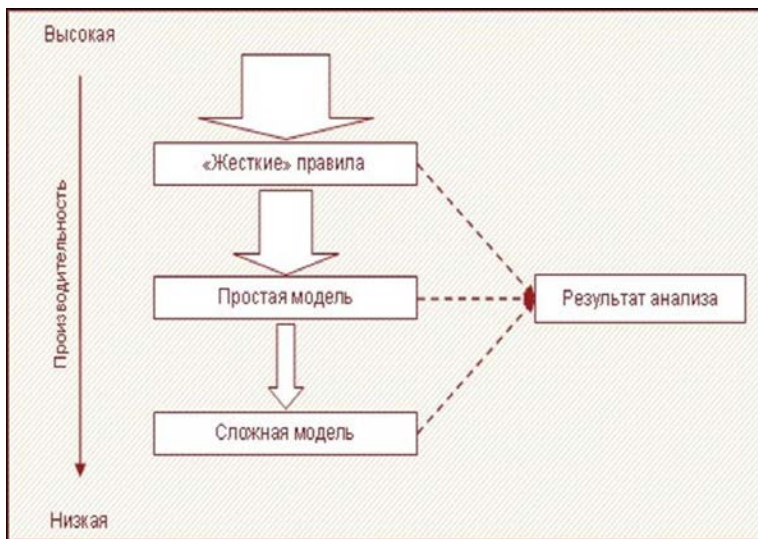 Высокая
«Жесткие» правила
Производительность
Простая модель
Результат анализа
Сложная модель
Низкая